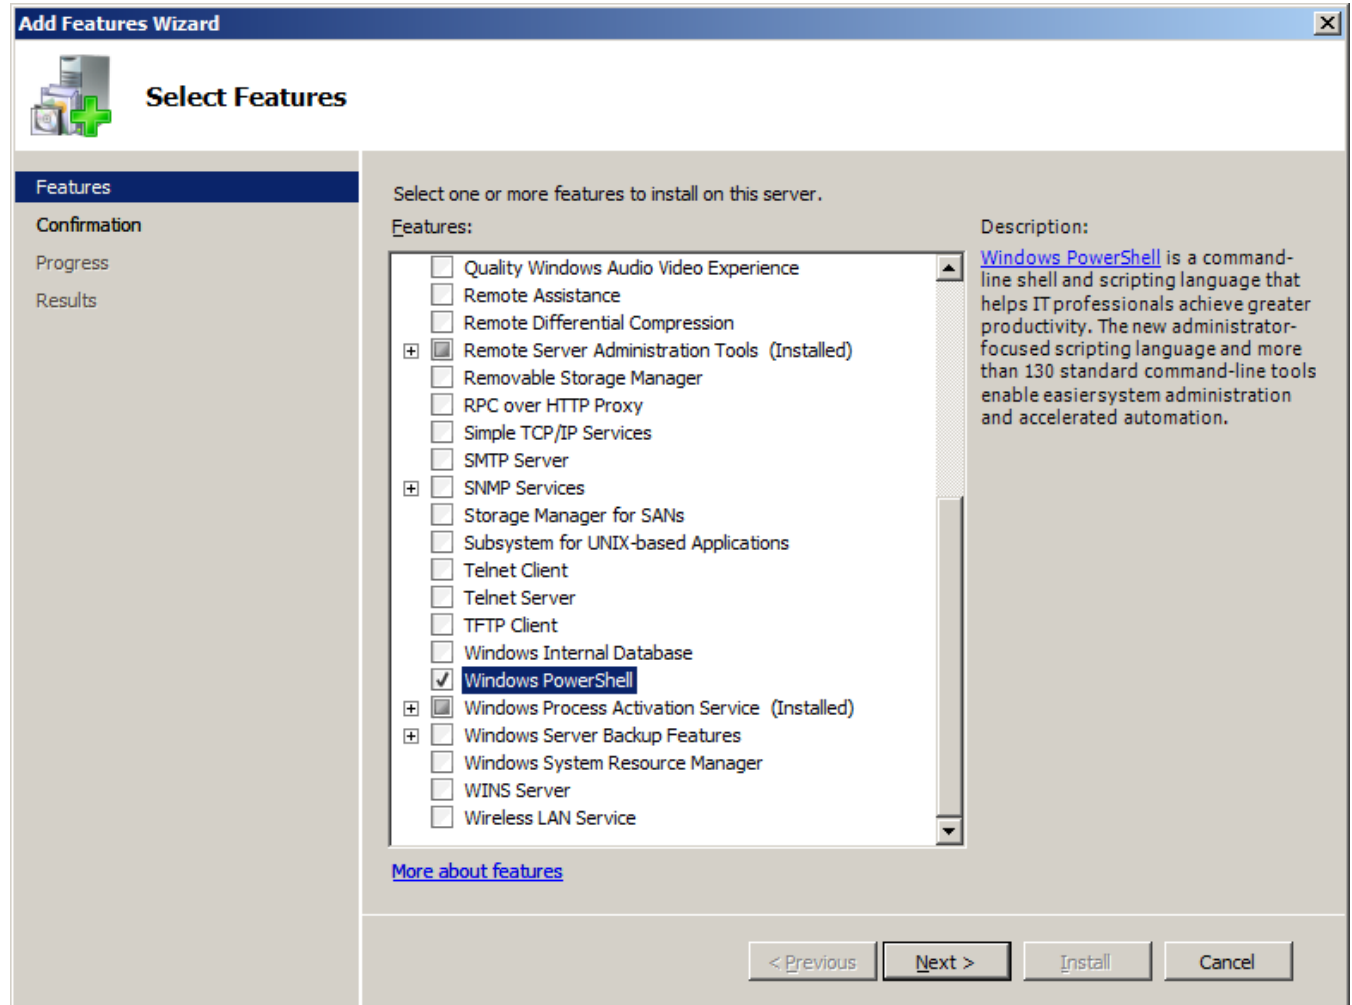 Add Features Wizard
Select Features
Features
Confirmation
Progress
Results
Select one or more features to install on this server.
Features:
Quality Windows Audio Video Experience
Remote Assistance
Remote Differential Compression
Remote Server Administration Tools (Installed)
Removable Storage Manager
RPC over HTTP Proxy
Simple TCP/IP Services
SMTP Server
SNMP Services
Storage Manager for SANs
Subsystem for UNIX-based Applications
Telnet Client
Telnet Server
TFTP Client
Windows Internal Database
Windows PowerShell
Windows Process Activation Service (Installed)
Windows Server Backup Features
Windows System Resource Manager
WINS Server
Wireless LAN Service
More about features
Description:
Windows PowerShell is a command-
line shell and scripting language that
helps IT professionals achieve greater
productivity. The new administrator-
focused scripting language and more
than 130 standard command-line tools
enable easiersystem administration
and accelerated automation.
< Previous
Next >
Install
Cancel